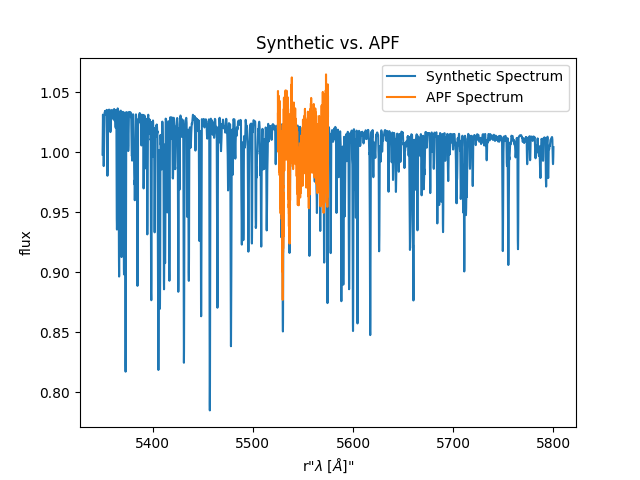 Synthetic vs. APF
Synthetic Spectrum
APF Spectrum
1.05
1.00
0.95
0.90
0.85
0.80
flux
5400 5500 5600 5700 5800
r"λ [Å]"